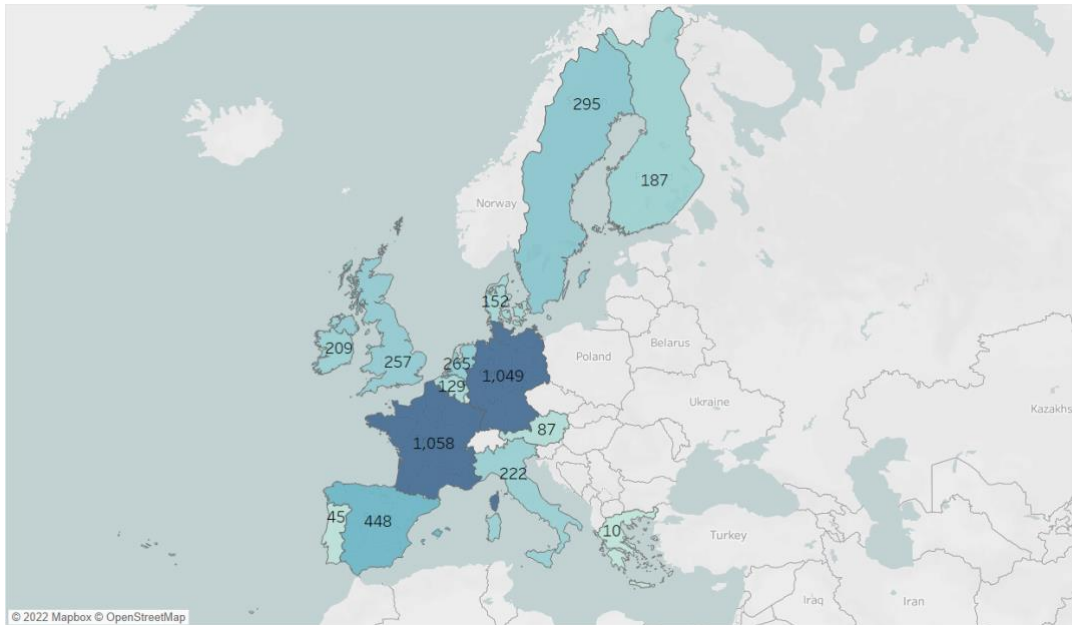 295
187
Norway
152
209
257
265
129
1,049
Poland
Belarus
Ukraine
Kazakhs
87
1,058
222
45
448
10
Turkey
Iraq
Iran
© 2022 Mapbox © OpenStreetMap